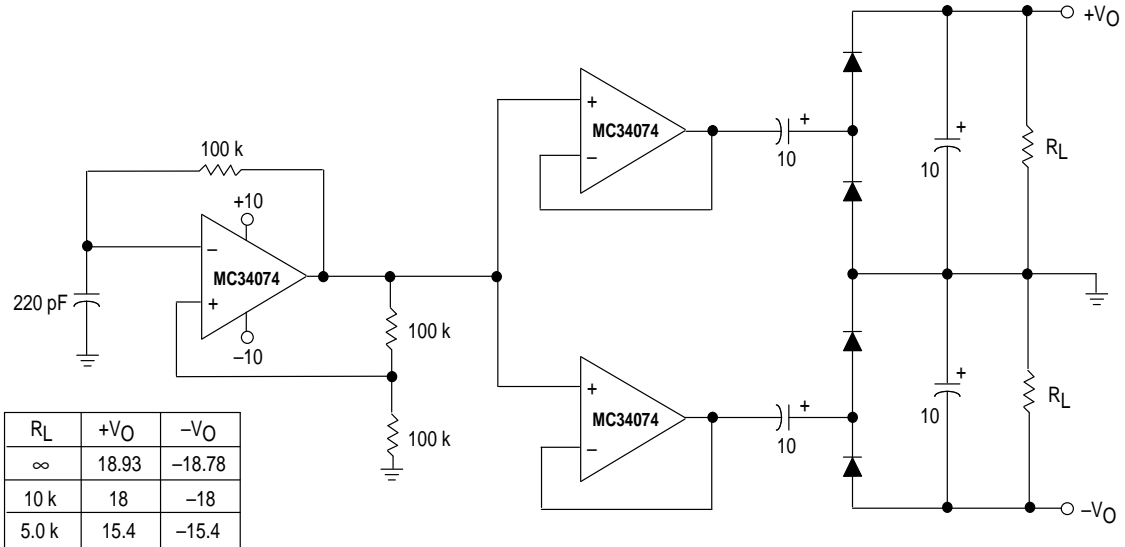 +VO
+
MC34074
–
+
10
+
10
RL
100 k
+10
–
MC34074
+
–10
220 pF
100 k
100 k
+
MC34074
–
+
10
+
10
RL
–VO
RL +VO –VO
∞ 18.93 –18.78
10 k 18 –18
5.0 k 15.4 –15.4